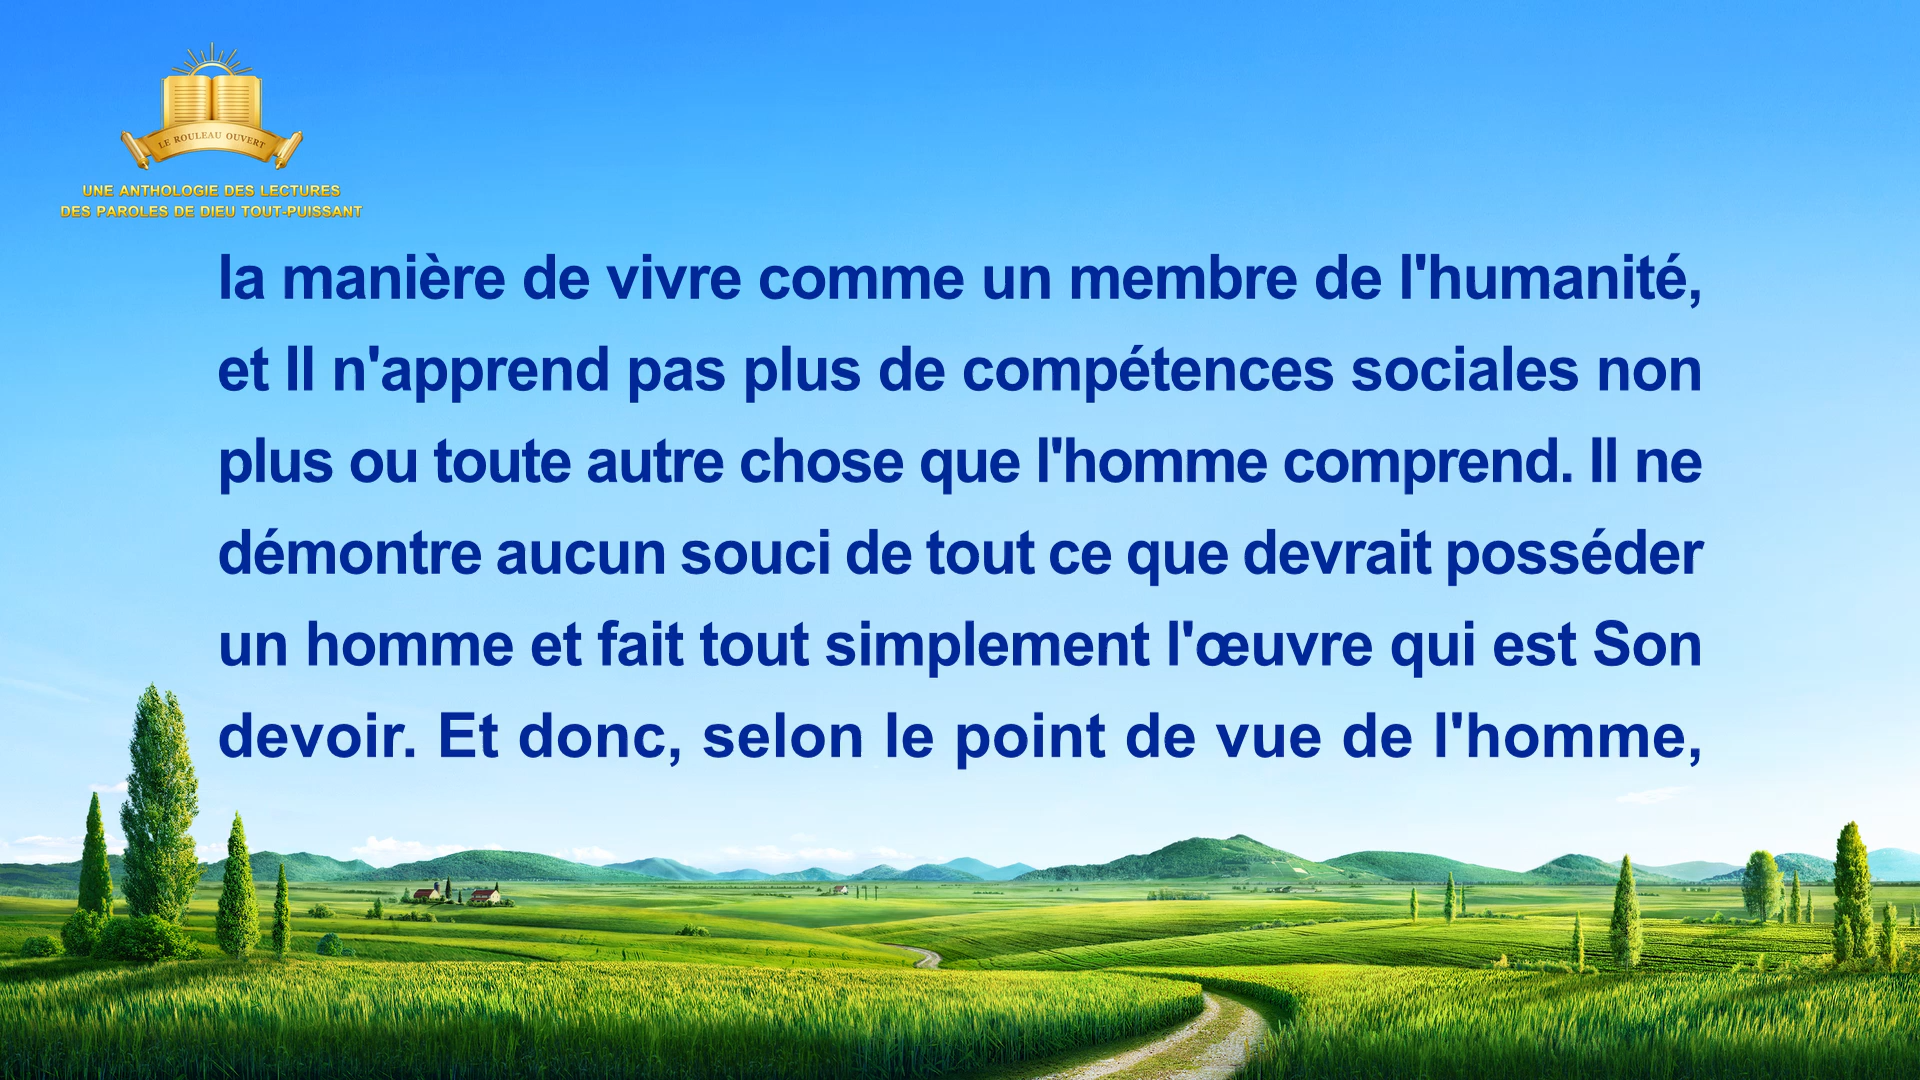 LE ROULEAU OUVERT
UNE ANTHOLOGIE DES LECTURES
DES PAROLES DE DIEU TOUT-PUISSANT
la manière de vivre comme un membre de l'humanité,
et Il n'apprend pas plus de compétences sociales non
plus ou toute autre chose que l'homme comprend. Il ne
démontre aucun souci de tout ce que devrait posséder
un homme et fait tout simplement l'œuvre qui est Son
devoir. Et donc, selon le point de vue de l'homme,